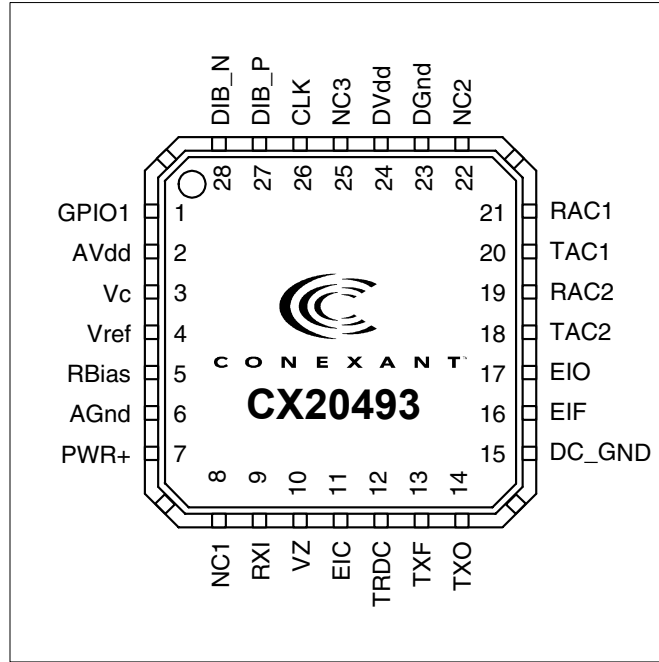 DIB_N
DIB_P
CLK
NC3
DVdd
DGnd
NC2
28
27
26
25
24
23
22
GPIO1 1
AVdd 2
Vc 3
Vref 4
RBias 5
AGnd 6
PWR+ 7
21 RAC1
20 TAC1
19 RAC2
18 TAC2
17 EIO
16 EIF
15 DC_GND
CONEXANT™
CX20493
8
9
10
11
12
13
14
NC1
RXI
VZ
EIC
TRDC
TXF
TXO